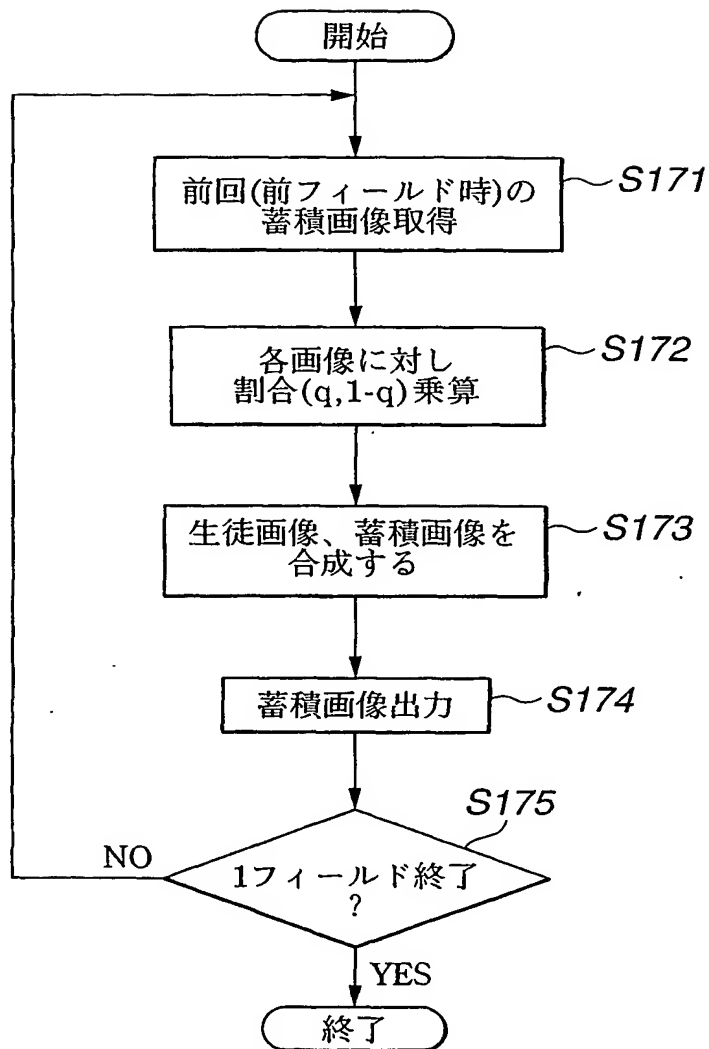 開始
前回(前フィールド時)の
蓄積画像取得
S171
各画像に対し
割合(q,1-q)乗算
S172
生徒画像、蓄積画像を
合成する
S173
蓄積画像出力
S174
S175
1フィールド終了
?
NO
YES
終了